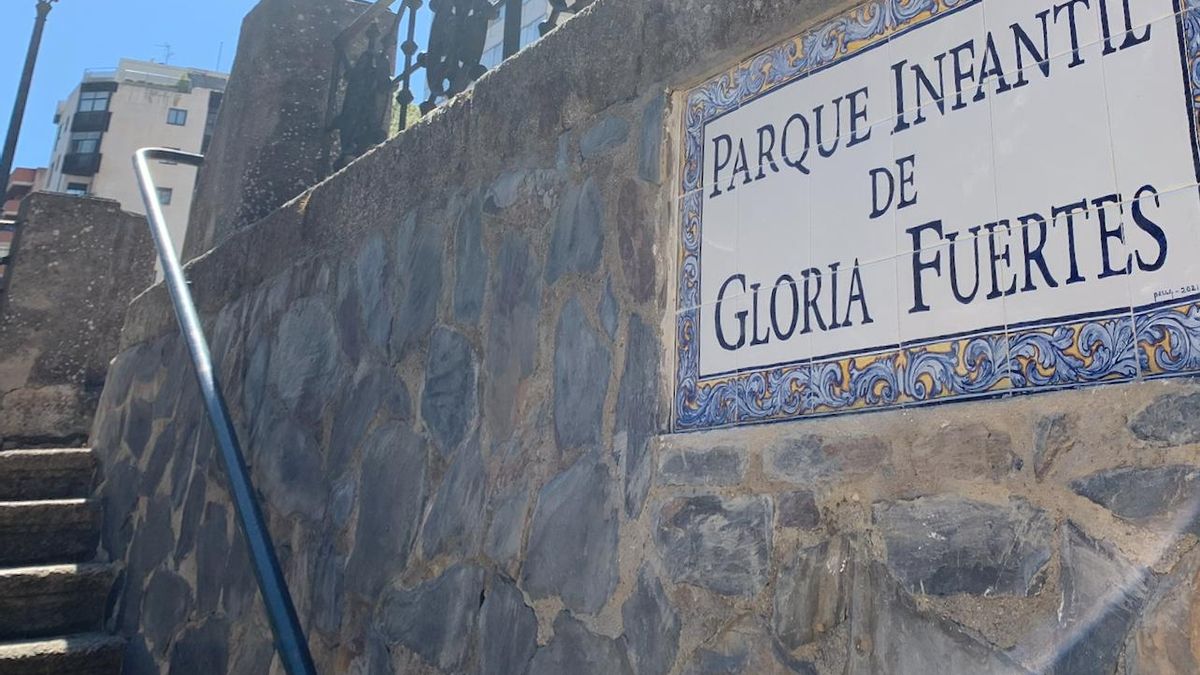 PARQUE INFANTIL
DE
GLORIA FUERTES